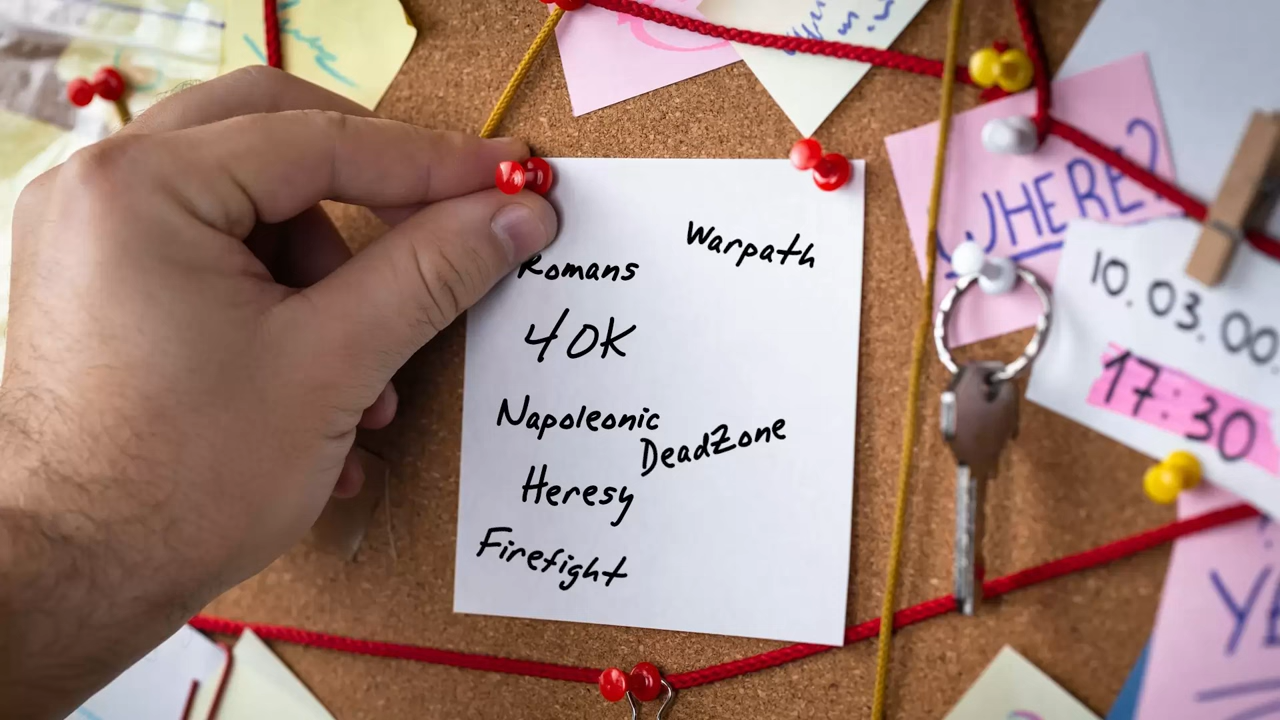 WHERE?
Warpath
Romans
40K
10.03.00
17:30
Napoleonic
DeadZone
Heresy
Firefight